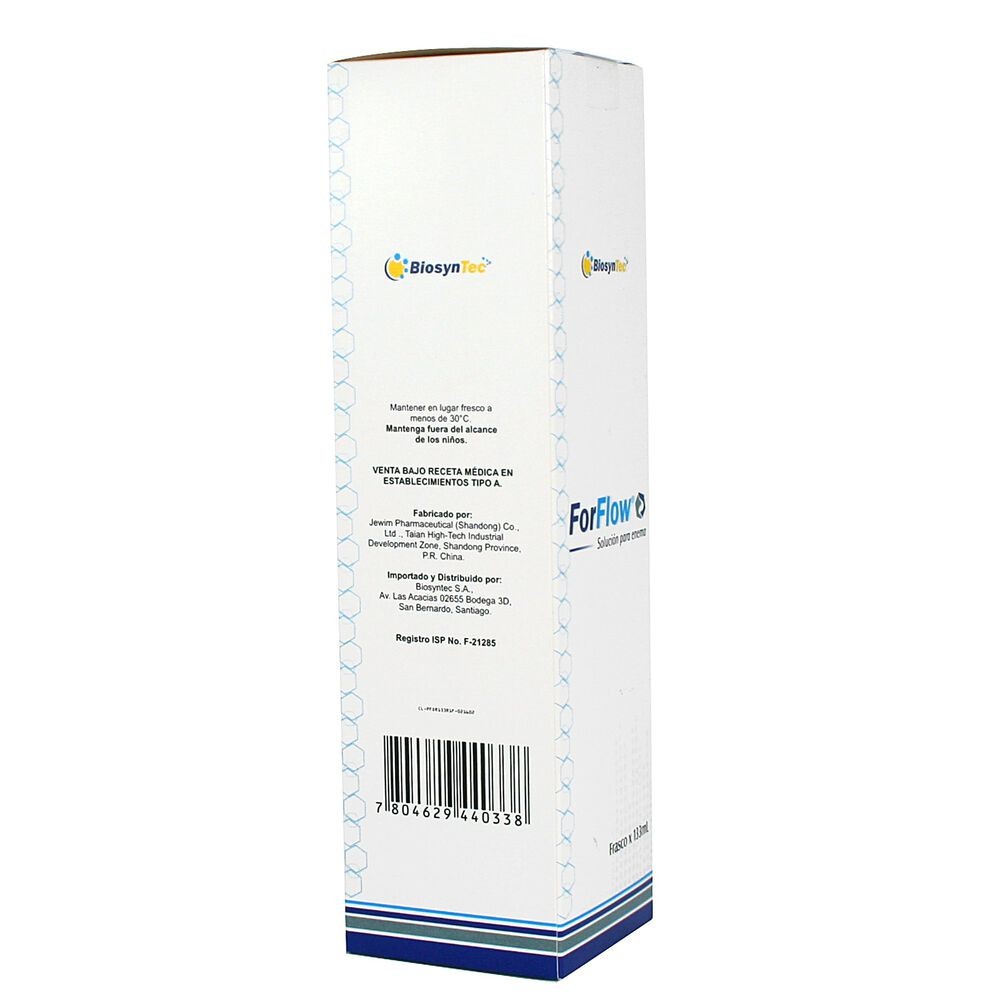 BiosynTec
Mantener en lugar fresco a
menos de 30°C.
Mantenga fuera del alcance
de los niños.
VENTA BAJO RECETA MÉDICA EN
ESTABLECIMIENTOS TIPO A.
Fabricado por:
Jewim Pharmaceutical (Shandong) Co.,
Ltd ., Taian High-Tech Industrial
Development Zone, Shandong Province,
P.R. China.
Importado y Distribuido por:
Biosyntec S.A.,
Av. Las Acacias 02655 Bodega 3D,
San Bernardo, Santiago.
Registro ISP No. F-21285
7 804629 440338
BiosynTec
ForFlow®
Solución para enema
Frasco x 133mL